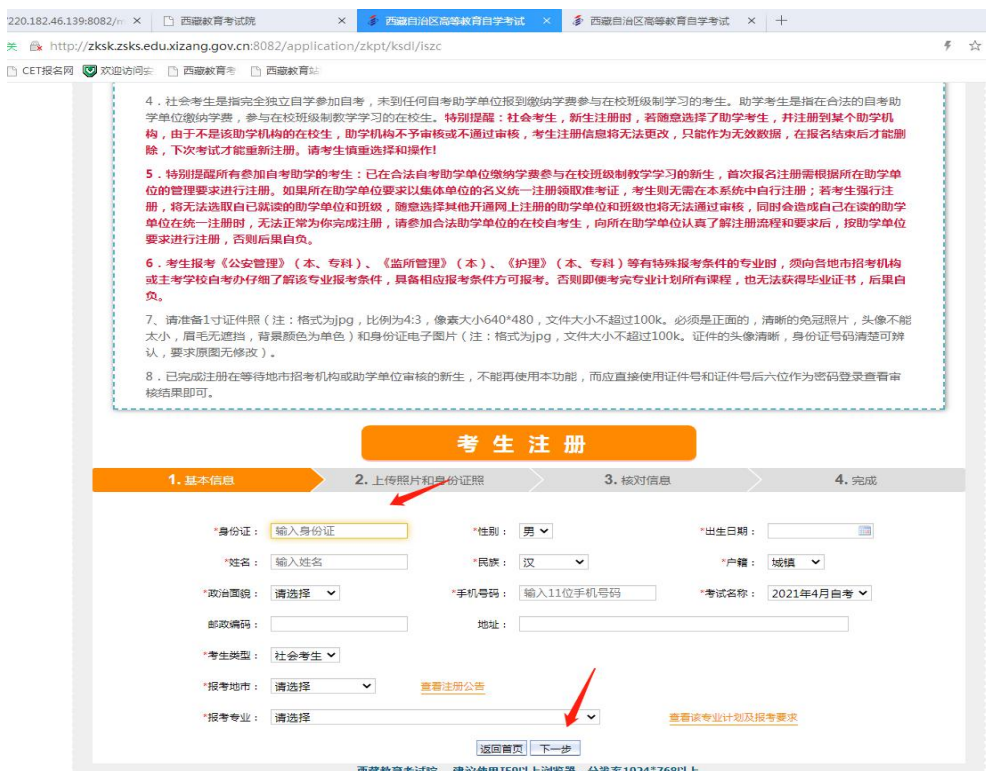 220.182.46.139:8082/m × 西藏教育考试院 × 西藏自治区高等教育自学考试 × 西藏自治区高等教育自学考试 × +
http://zksk.zsks.edu.xizang.gov.cn:8082/application/zkpt/ksdl/iszc
CET报名网 欢迎访问安 西藏教育考 西藏教育站
4．社会考生是指完全独立自学参加自考，未到任何自考助学单位报到缴纳学费参与在校班级制学习的考生。助学考生是指在合法的自考助
学单位缴纳学费，参与在校班级制教学学习的在校生。特别提醒：社会考生，新生注册时，若随意选择了助学考生，并注册到某个助学机
构，由于不是该助学机构的在校生，助学机构不予审核或不通过审核，考生注册信息将无法更改，只能作为无效数据，在报名结束后才能删
除，下次考试才能重新注册。请考生慎重选择和操作!
5．特别提醒所有参加自考助学的考生：已在合法自考助学单位缴纳学费参与在校班级制教学学习的新生，首次报名注册需根据所在助学单
位的管理要求进行注册。如果所在助学单位要求以集体单位的名义统一注册领取准考证，考生则无需在本系统中自行注册；若考生强行注
册，将无法选取自已就读的助学单位和班级，随意选择其他开通网上注册的助学单位和班级也将无法通过审核，同时会造成自己在读的助学
单位在统一注册时，无法正常为你完成注册，请参加合法助学单位的在校自考生，向所在助学单位认真了解注册流程和要求后，按助学单位
要求进行注册，否则后果自负。
6．考生报考《公安管理》（本、专科）、《监所管理》（本）、《护理》（本、专科）等有特殊报考条件的专业时，须向各地市招考机构
或主考学校自考办仔细了解该专业报考条件，具备相应报考条件方可报考。否则即便考完专业计划所有课程，也无法获得毕业证书，后果自
负。
7、请准备1寸证件照（注：格式为jpg，比例为4:3，像素大小640*480，文件大小不超过100k。必须是正面的，清晰的免冠照片，头像不能
太小，眉毛无遮挡，背景颜色为单色）和身份证电子图片（注：格式为jpg，文件大小不超过100k。证件的头像清晰，身份证号码清楚可辨
认，要求原图无修改）。
8．已完成注册在等待地市招考机构或助学单位审核的新生，不能再使用本功能，而应直接使用证件号和证件号后六位作为密码登录查看审
核结果即可。
考 生 注 册
1. 基本信息 2. 上传照片和身份证照 3. 核对信息 4. 完成
*身份证： 输入身份证 *性别： 男 *出生日期：
*姓名： 输入姓名 *民族： 汉 *户籍： 城镇
*政治面貌： 请选择 *手机号码： 输入11位手机号码 *考试名称： 2021年4月自考
邮政编码： 地址：
*考生类型： 社会考生
*报考地市： 请选择 查看注册公告
*报考专业： 请选择 查看该专业计划及报考要求
返回首页 下一步
西藏教育考试院 建议使用IE9以上浏览器，分辨率1024*768以上